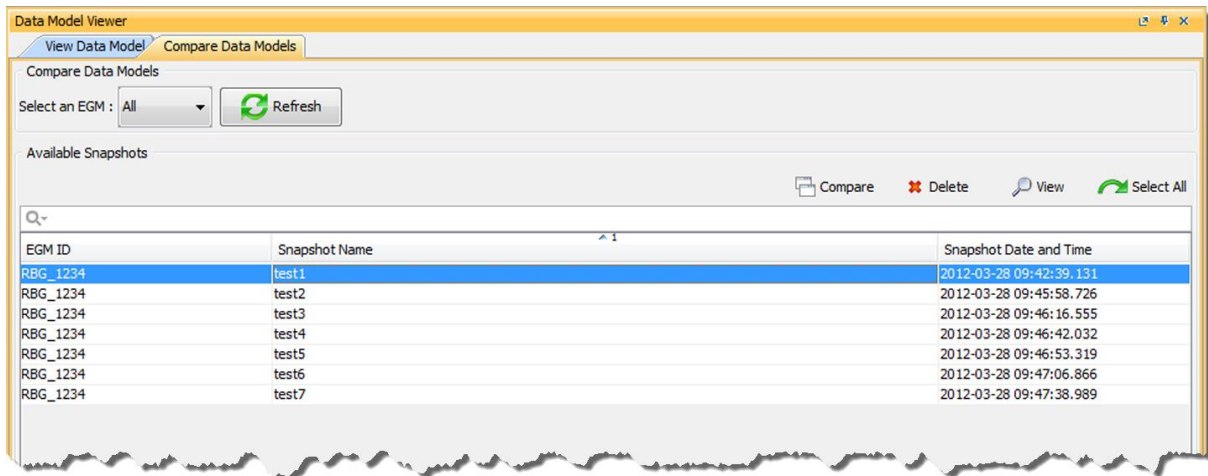 Data Model Viewer
View Data Model Compare Data Models
Compare Data Models
Select an EGM : All Refresh
Available Snapshots
Compare Delete View Select All
1
EGM ID Snapshot Name Snapshot Date and Time
RBG_1234 test1 2012-03-28 09:42:39.131
RBG_1234 test2 2012-03-28 09:45:58.726
RBG_1234 test3 2012-03-28 09:46:16.555
RBG_1234 test4 2012-03-28 09:46:42.032
RBG_1234 test5 2012-03-28 09:46:53.319
RBG_1234 test6 2012-03-28 09:47:06.866
RBG_1234 test7 2012-03-28 09:47:38.989